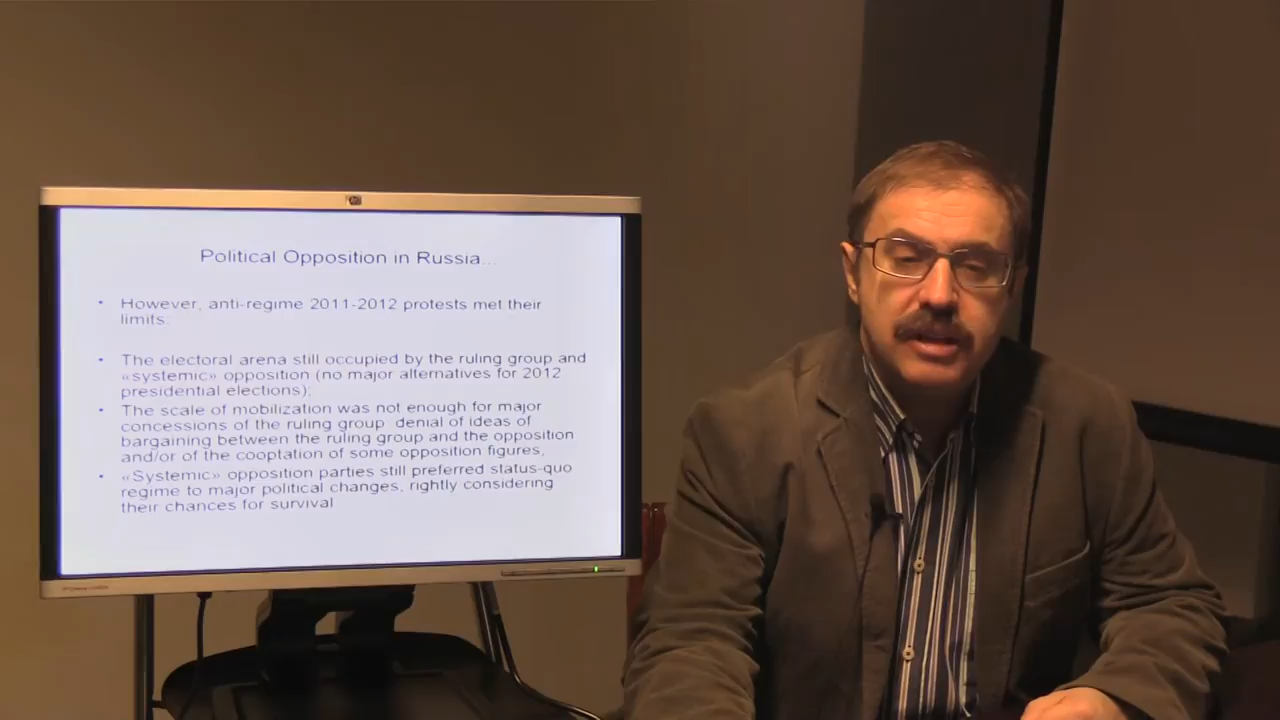 Political Opposition in Russia...
• However, anti-regime 2011-2012 protests met their
limits:
• The electoral arena still occupied by the ruling group and
«systemic» opposition (no major alternatives for 2012
presidential elections);
• The scale of mobilization was not enough for major
concessions of the ruling group denial of ideas of
bargaining between the ruling group and the opposition
and/or of the cooptation of some opposition figures,
• «Systemic» opposition parties still preferred status-quo
regime to major political changes, rightly considering
their chances for survival
hp